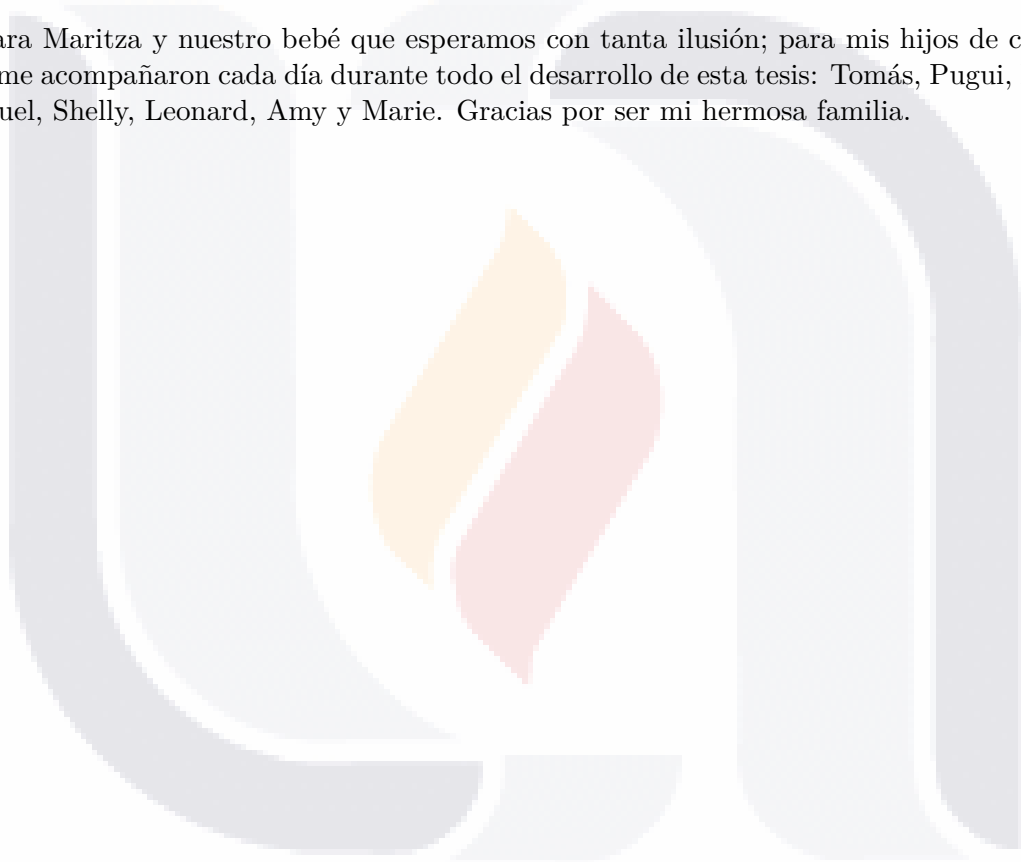 ara Maritza y nuestro bebé que esperamos con tanta ilusión; para mis hijos de c
me acompañaron cada día durante todo el desarrollo de esta tesis: Tomás, Pugui,
uel, Shelly, Leonard, Amy y Marie. Gracias por ser mi hermosa familia.